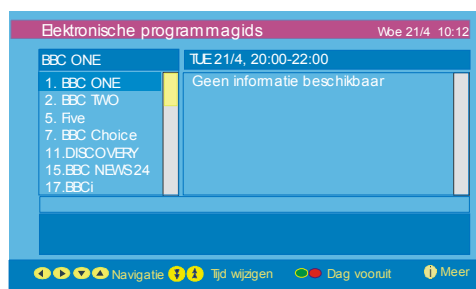 Elektronische programmagids Woe 21/4 10:12
BBC ONE
TUE 21/4, 20:00-22:00
1. BBC ONE
2. BBC TWO
5. Five
7. BBC Choice
11.DISCOVERY
15.BBC NEWS24
17.BBCi
Geen informatie beschikbaar
Navigatie Tijd wijzigen Dag vooruit i Meer